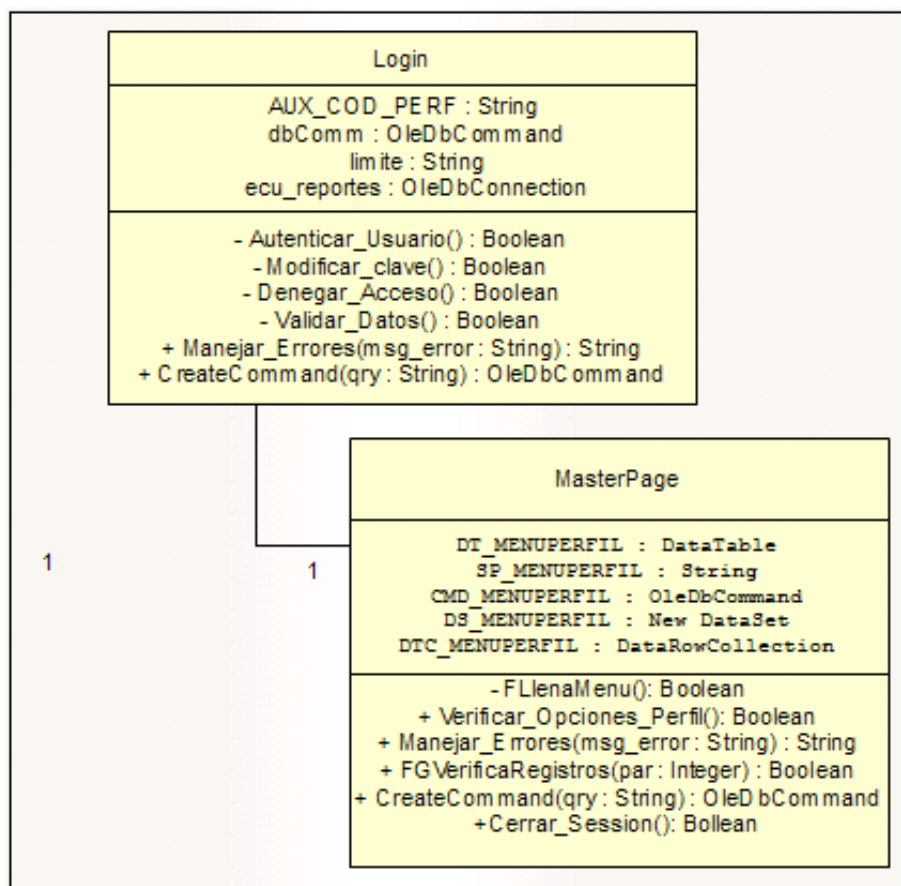 Login
AUX_COD_PERF : String
dbComm : OleDbCommand
limite : String
ecu_reportes : OleDbConnection
- Autenticar_Usuario() : Boolean
- Modificar_clave() : Boolean
- Denegar_Acceso() : Boolean
- Validar_Datos() : Boolean
+ Manejar_Errores(msg_error : String) : String
+ CreateCommand(qry : String) : OleDbCommand
MasterPage
DT_MENUPERFIL : DataTable
SP_MENUPERFIL : String
CMD_MENUPERFIL : OleDbCommand
DS_MENUPERFIL : New DataSet
DTC_MENUPERFIL : DataRowCollection
- FLlenaMenu(): Boolean
+ Verificar_Opciones_Perfil(): Boolean
+ Manejar_Errores(msg_error : String) : String
+ FGVerificaRegistros(par : Integer) : Boolean
+ CreateCommand(qry : String) : OleDbCommand
+Cerrar_Session(): Bollean
1
1